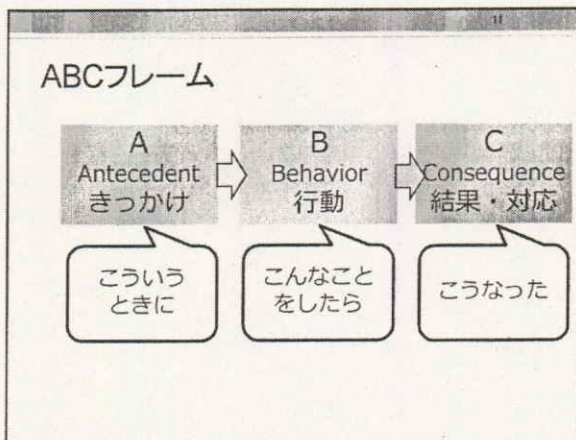 11
ABCフレーム
A
Antecedent
きっかけ
B
Behavior
行動
C
Consequence
結果・対応
こういう
ときに
こんなこと
をしたら
こうなった